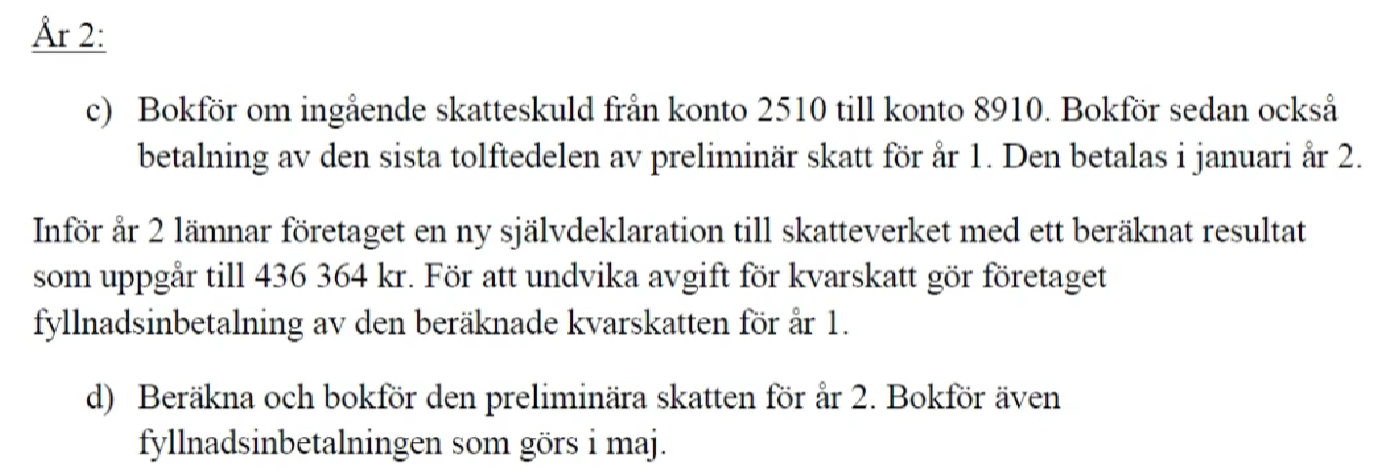 År 2:
c) Bokför om ingående skatteskuld från konto 2510 till konto 8910. Bokför sedan också
betalning av den sista tolftedelen av preliminär skatt för år 1. Den betalas i januari år 2.
Inför år 2 lämnar företaget en ny självdeklaration till skatteverket med ett beräknat resultat
som uppgår till 436 364 kr. För att undvika avgift för kvarskatt gör företaget
fyllnadsinbetalning av den beräknade kvarskatten för år 1.
d) Beräkna och bokför den preliminära skatten för år 2. Bokför även
fyllnadsinbetalningen som görs i maj.